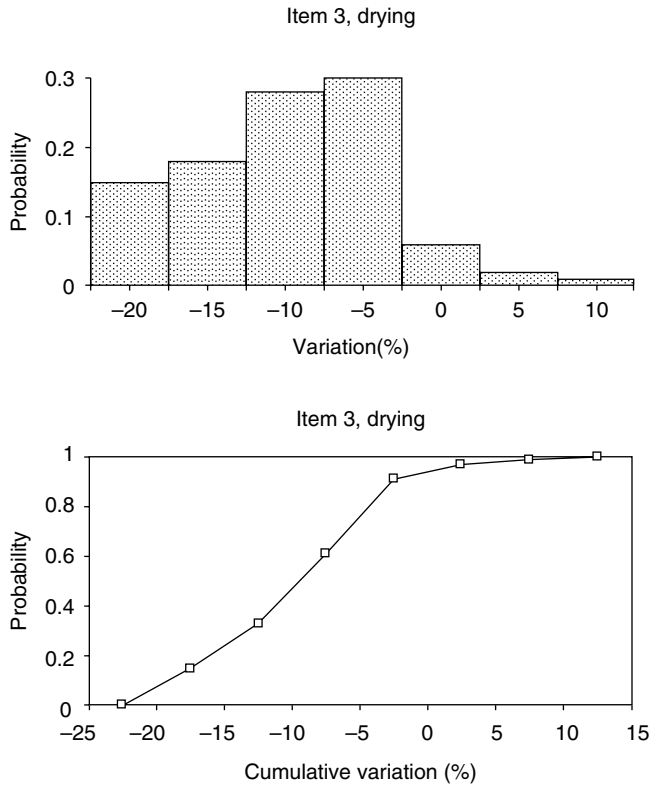 Item 3, drying
0.3
0.2
0.1
0
Probability
–20 –15 –10 –5 0 5 10
Variation(%)
Item 3, drying
1
0.8
0.6
0.4
0.2
0
Probability
–25 –20 –15 –10 –5 0 5 10 15
Cumulative variation (%)